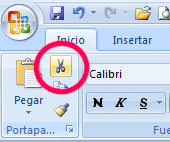 Inicio Insertar
Calibri
Pegar
N K S
Portapa...
Fue